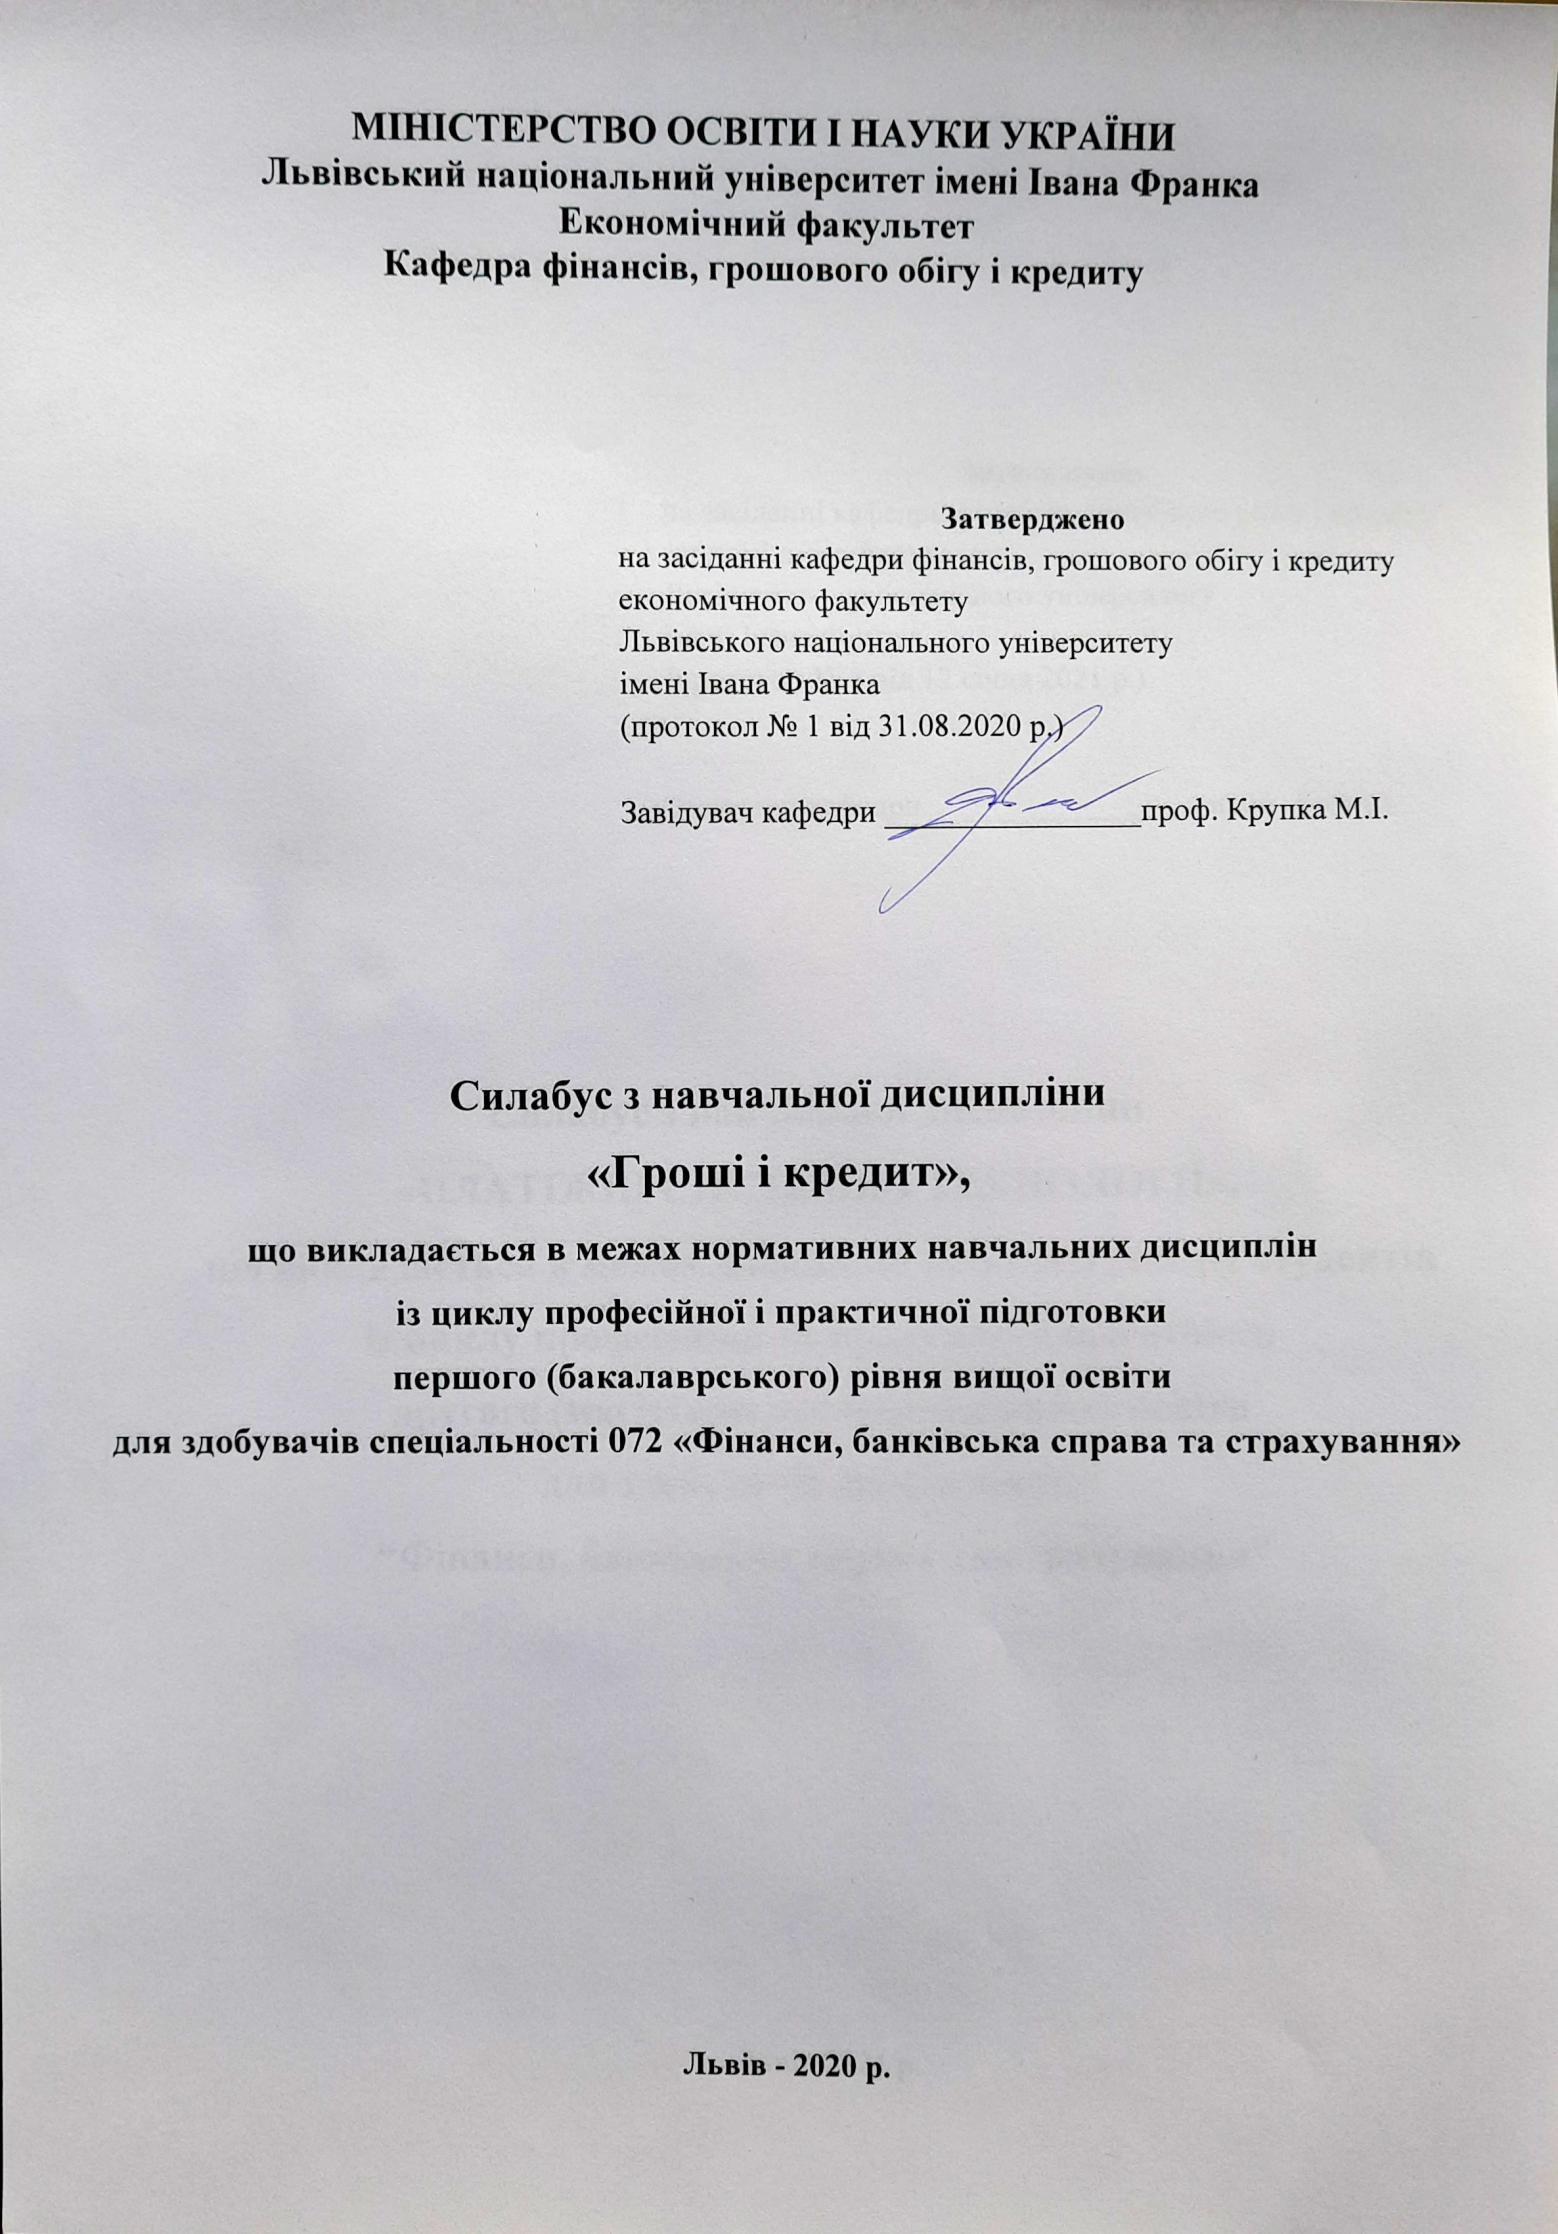 МІНІСТЕРСТВО ОСВІТИ І НАУКИ УКРАЇНИ
Львівський національний університет імені Івана Франка
Економічний факультет
Кафедра фінансів, грошового обігу і кредиту
Затверджено
на засіданні кафедри фінансів, грошового обігу і кредиту
економічного факультету
Львівського національного університету
імені Івана Франка
(протокол № 1 від 31.08.2020 р.)
Завідувач кафедри ________________проф. Крупка М.І.
Силабус з навчальної дисципліни
«Гроші і кредит»,
що викладається в межах нормативних навчальних дисциплін
із циклу професійної і практичної підготовки
першого (бакалаврського) рівня вищої освіти
для здобувачів спеціальності 072 «Фінанси, банківська справа та страхування»
Львів - 2020 р.